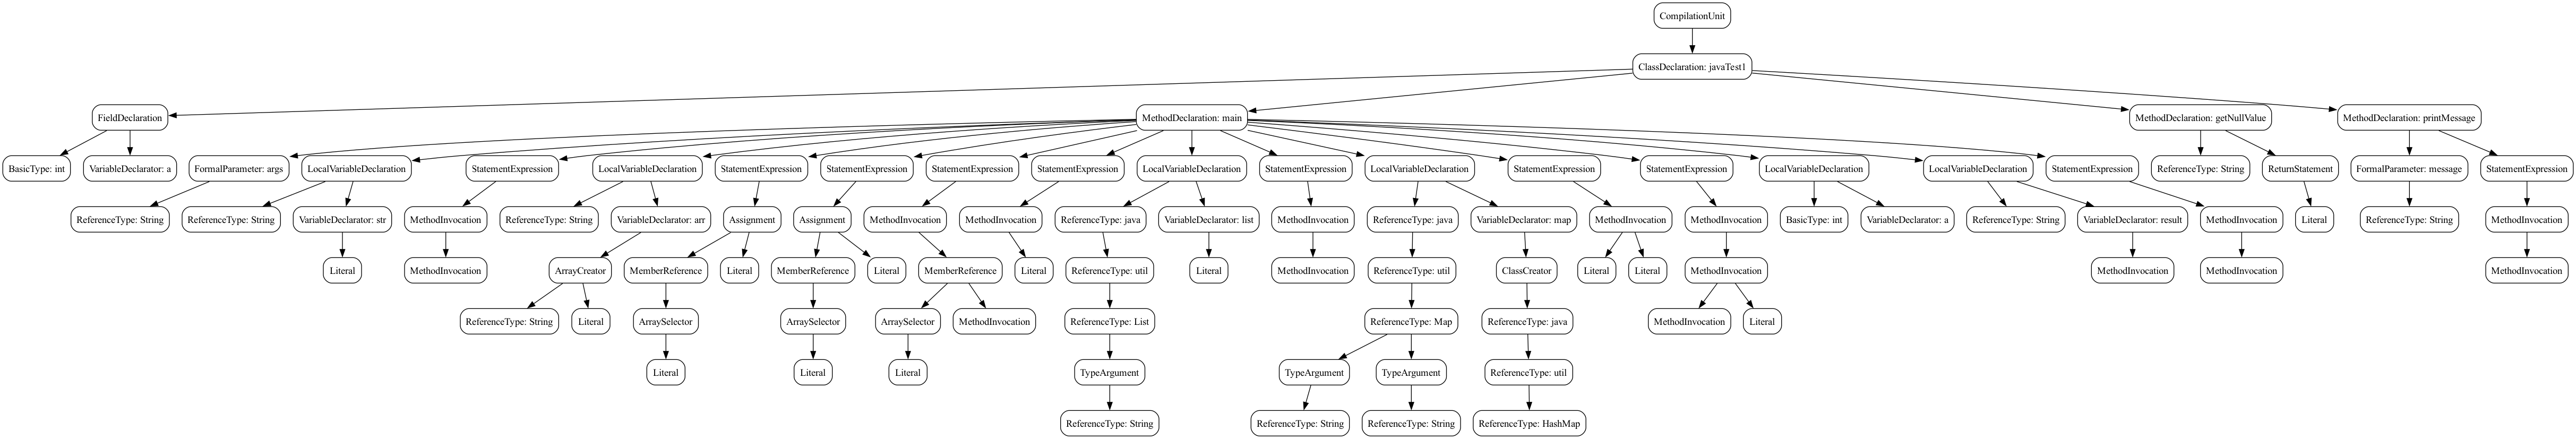 CompilationUnit
ClassDeclaration: javaTest1
FieldDeclaration
MethodDeclaration: main
MethodDeclaration: getNullValue
MethodDeclaration: printMessage
BasicType: int
VariableDeclarator: a
FormalParameter: args
LocalVariableDeclaration
StatementExpression
LocalVariableDeclaration
StatementExpression
StatementExpression
StatementExpression
StatementExpression
LocalVariableDeclaration
StatementExpression
LocalVariableDeclaration
StatementExpression
StatementExpression
LocalVariableDeclaration
LocalVariableDeclaration
StatementExpression
ReferenceType: String
ReturnStatement
FormalParameter: message
StatementExpression
ReferenceType: String
ReferenceType: String
VariableDeclarator: str
MethodInvocation
ReferenceType: String
VariableDeclarator: arr
Assignment
Assignment
MethodInvocation
MethodInvocation
ReferenceType: java
VariableDeclarator: list
MethodInvocation
ReferenceType: java
VariableDeclarator: map
MethodInvocation
MethodInvocation
BasicType: int
VariableDeclarator: a
ReferenceType: String
VariableDeclarator: result
MethodInvocation
Literal
ReferenceType: String
MethodInvocation
Literal
MethodInvocation
ArrayCreator
MemberReference
Literal
MemberReference
Literal
MemberReference
Literal
ReferenceType: util
Literal
MethodInvocation
ReferenceType: util
ClassCreator
Literal
Literal
MethodInvocation
MethodInvocation
MethodInvocation
MethodInvocation
ReferenceType: String
Literal
ArraySelector
ArraySelector
ArraySelector
MethodInvocation
ReferenceType: List
ReferenceType: Map
ReferenceType: java
MethodInvocation
Literal
Literal
Literal
Literal
TypeArgument
TypeArgument
TypeArgument
ReferenceType: util
ReferenceType: String
ReferenceType: String
ReferenceType: String
ReferenceType: HashMap